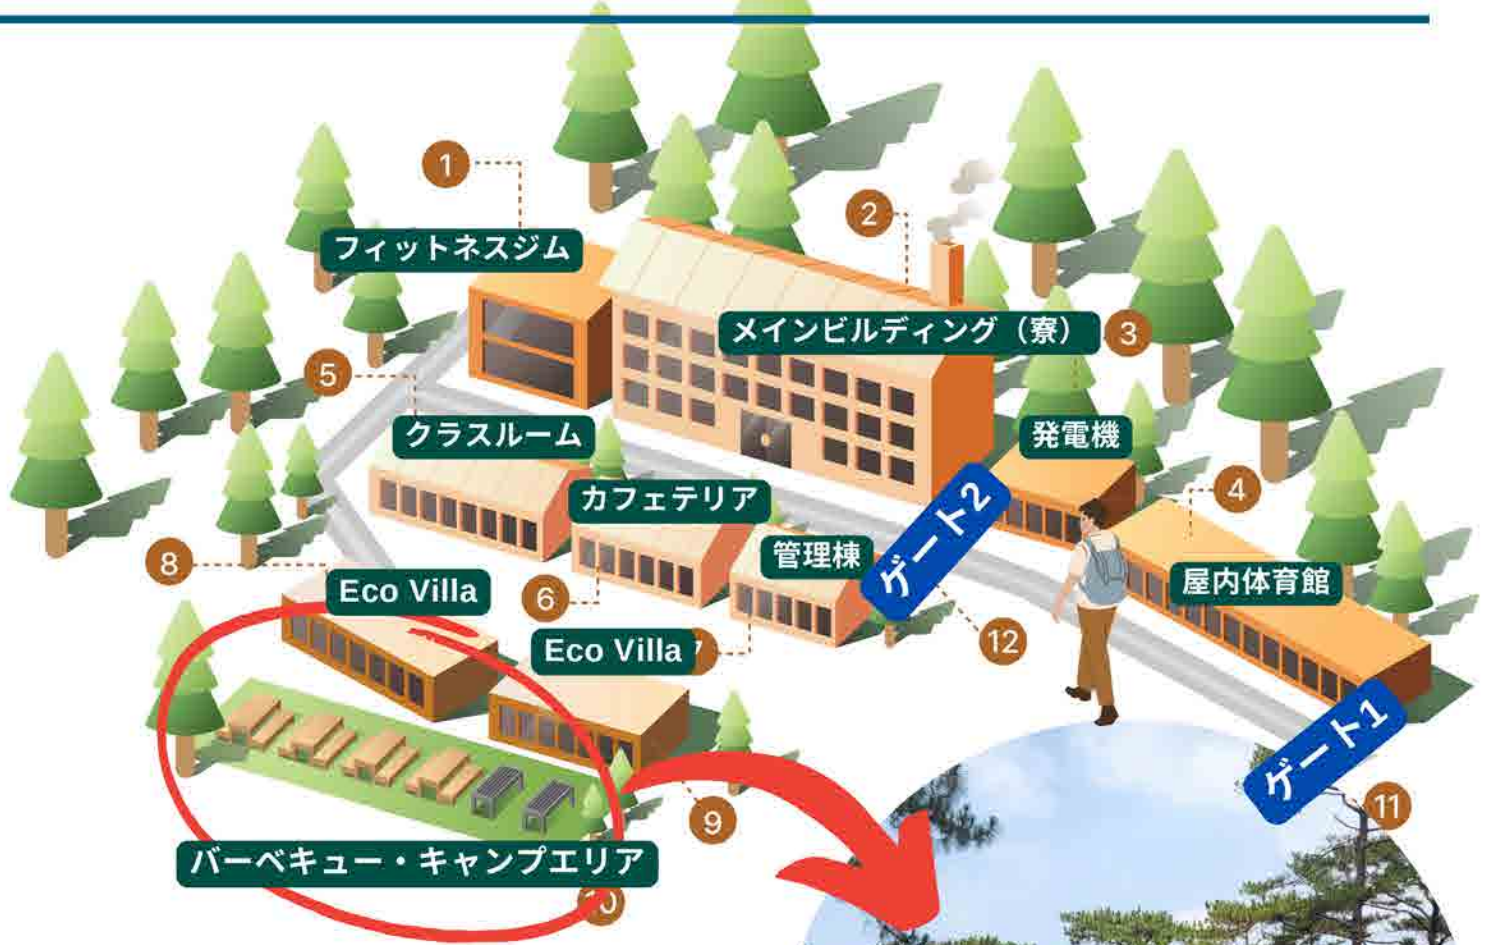 1
フィットネスジム
2
メインビルディング（寮）
3
5
クラスルーム
発電機
カフェテリア
4
ゲート2
管理棟
屋内体育館
8
Eco Villa
6
Eco Villa
7
12
ゲート1
9
11
バーベキュー・キャンプエリア
10